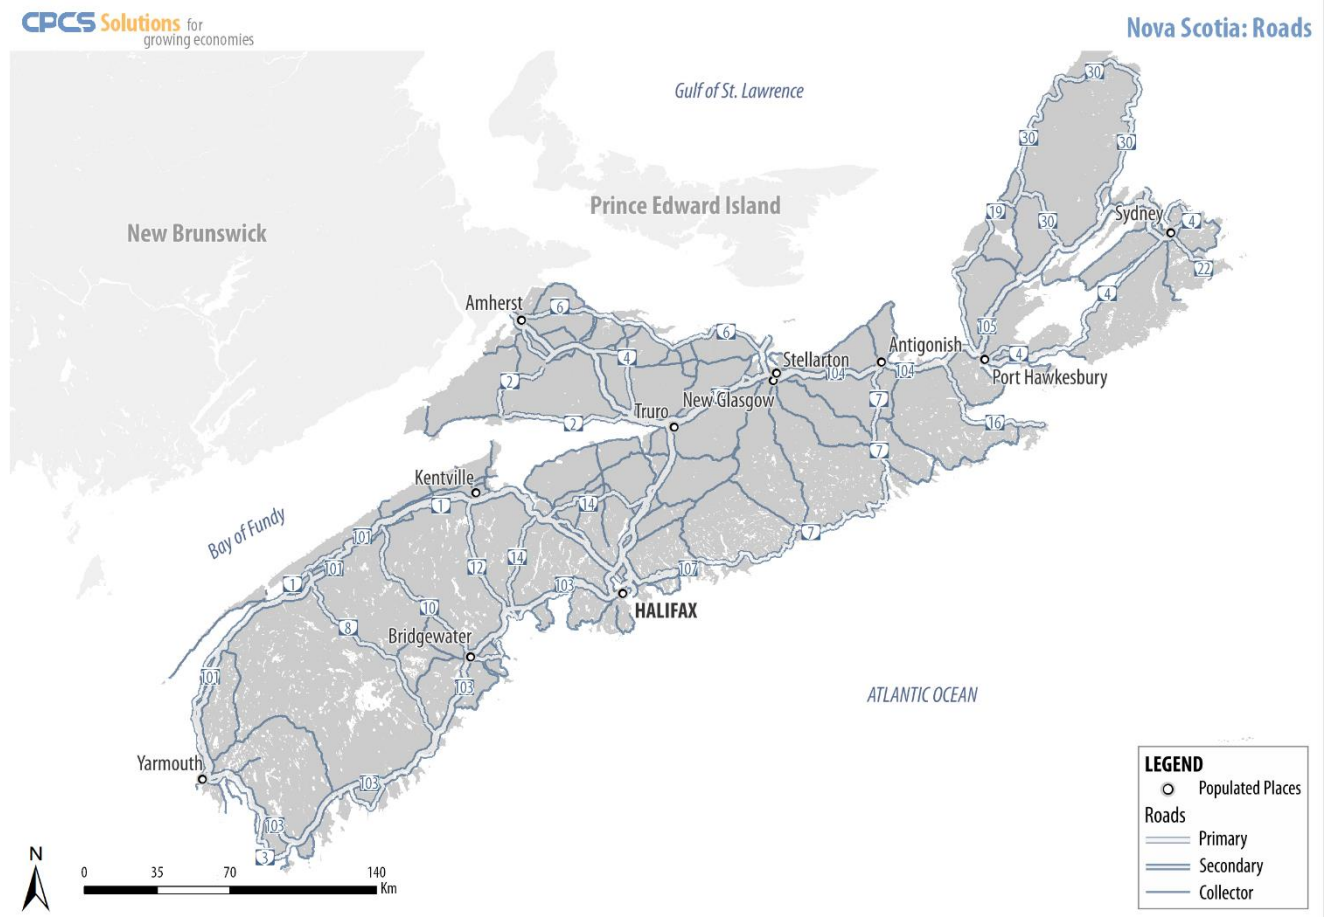 CPCS Solutions for
growing economies
Nova Scotia: Roads
Gulf of St. Lawrence
30
30
30
Prince Edward Island
New Brunswick
19
30
Sydney
4
22
4
Amherst
6
6
105
4
Stellarton
Antigonish
4
104
104
Port Hawkesbury
2
New Glasgow
7
Truro
2
16
7
Kentville
1
14
Bay of Fundy
101
7
14
101
12
107
1
103
10
HALIFAX
8
Bridgewater
101
103
ATLANTIC OCEAN
Yarmouth
103
103
3
LEGEND
Populated Places
Roads
Primary
Secondary
Collector
N
0 35 70 140
Km